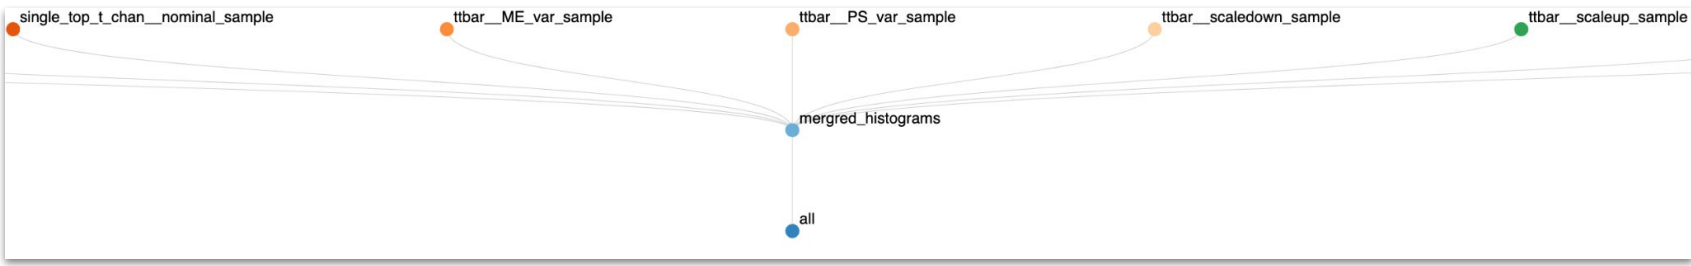 single_top_t_chan__nominal_sample
ttbar__ME_var_sample
ttbar__PS_var_sample
ttbar__scaledown_sample
ttbar__scaleup_sample
mergred_histograms
all